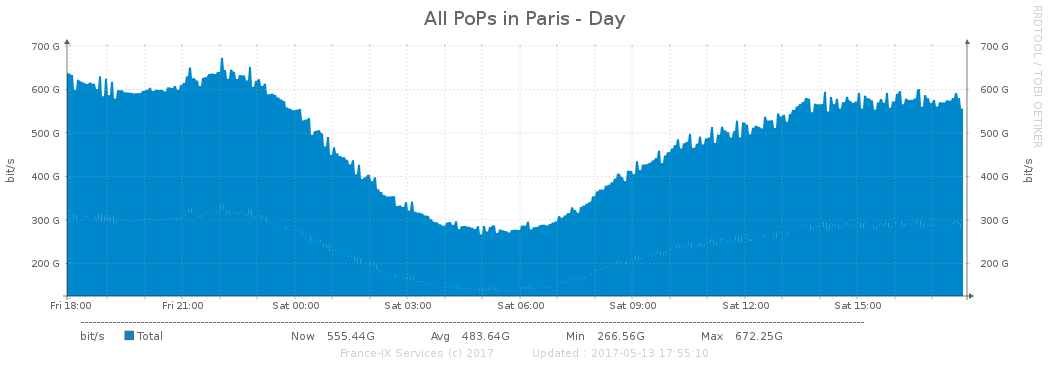 All PoPs in Paris - Day
RRDTOOL / TOBI OETIKER
700 G 700 G
600 G 600 G
500 G 500 G
400 G 400 G
300 G 300 G
200 G 200 G
bit/s
bit/s
Fri 18:00 Fri 21:00 Sat 00:00 Sat 03:00 Sat 06:00 Sat 09:00 Sat 12:00 Sat 15:00
bit/s Total Now 555.44G Avg 483.64G Min 266.56G Max 672.25G
France-IX Services (c) 2017 Updated : 2017-05-13 17:55:10